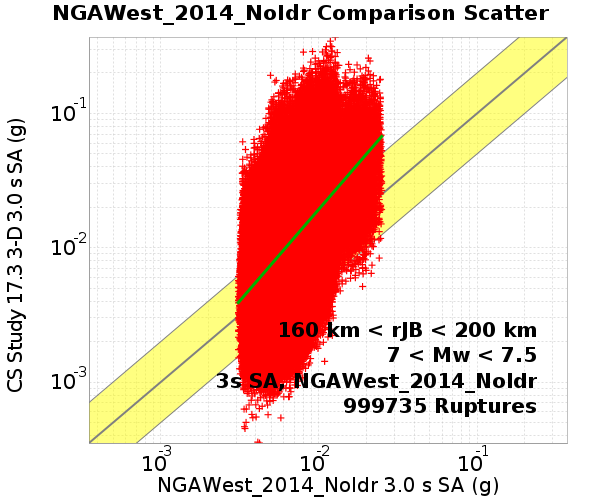 NGAWest_2014_NoIdr Comparison Scatter
CS Study 17.3 3-D 3.0 s SA (g)
10-1
10-2
10-3
160 km < rJB < 200 km
7 < Mw < 7.5
3s SA, NGAWest_2014_NoIdr
999735 Ruptures
10-3 10-2 10-1
NGAWest_2014_NoIdr 3.0 s SA (g)